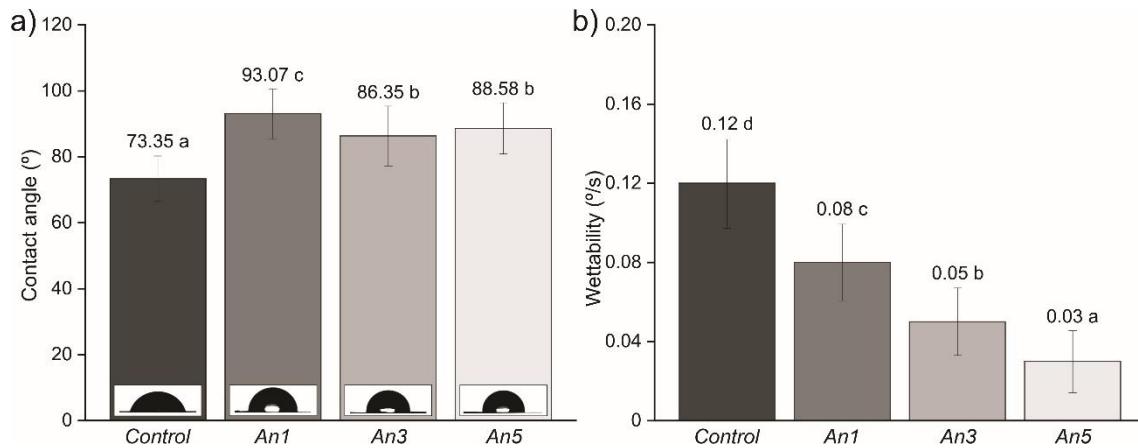 a)
Contact angle (º)
120
100
80
60
40
20
0
73.35 a
93.07 c
86.35 b
88.58 b
Control
An1
An3
An5
b)
Wettability (º/s)
0.20
0.16
0.12
0.08
0.04
0.00
0.12 d
0.08 c
0.05 b
0.03 a
Control
An1
An3
An5